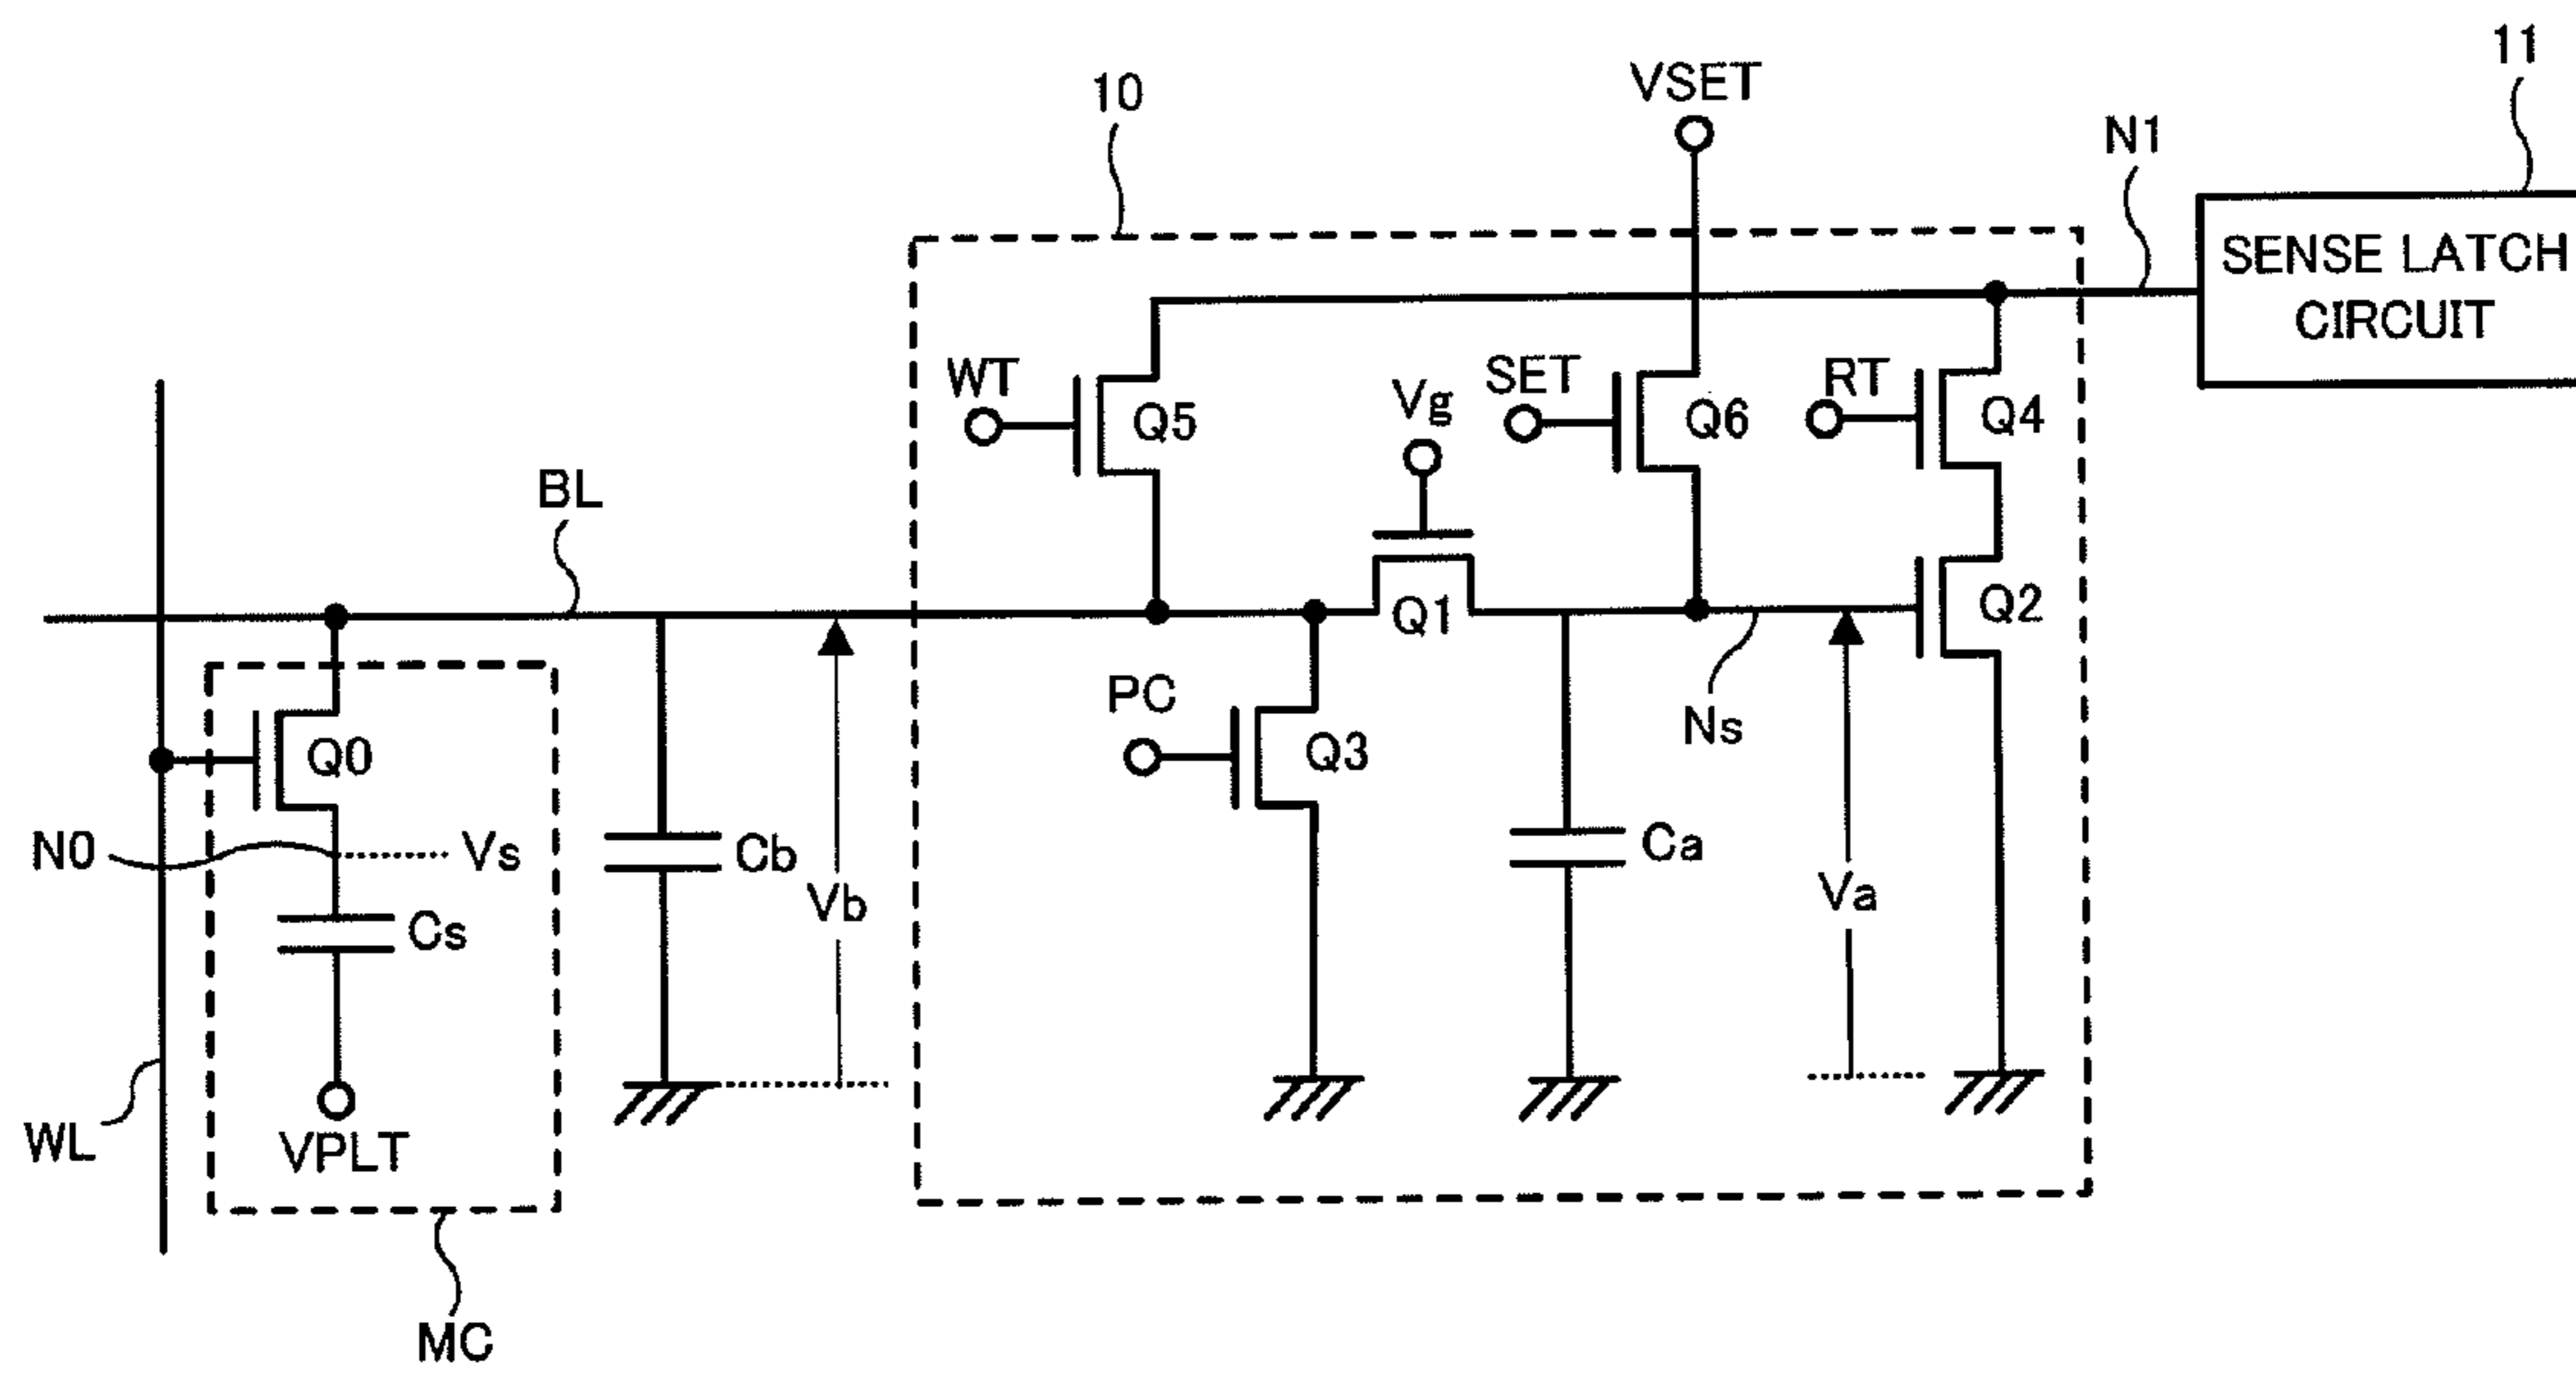 11
10
VSET
N1
SENSE LATCH
CIRCUIT
WT
Q5
Vg
SET
Q6
RT
Q4
BL
Q1
Q2
Q0
PC
Q3
Ns
N0
Vs
Cs
Cb
Vb
Ca
Va
WL
VPLT
MC